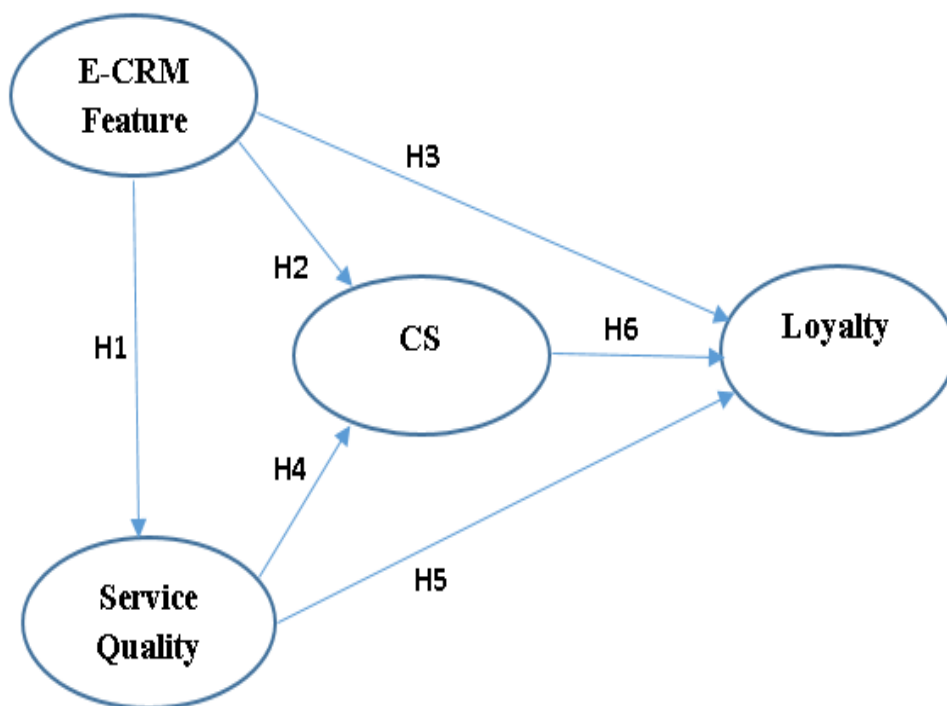 E-CRM
Feature
H3
H2
H1
CS
H6
Loyalty
H4
H5
Service
Quality